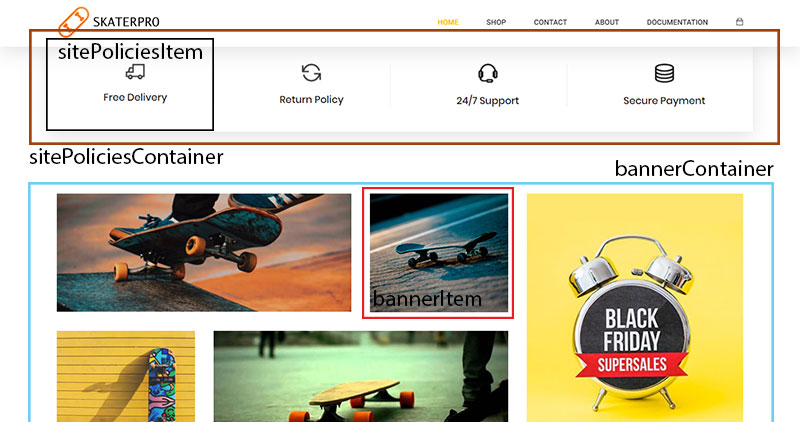 SKATERPRO
HOME SHOP CONTACT ABOUT DOCUMENTATION
sitePoliciesItem
Free Delivery
Return Policy
24/7 Support
Secure Payment
sitePoliciesContainer
bannerContainer
bannerItem
BLACK
FRIDAY
SUPERSALES